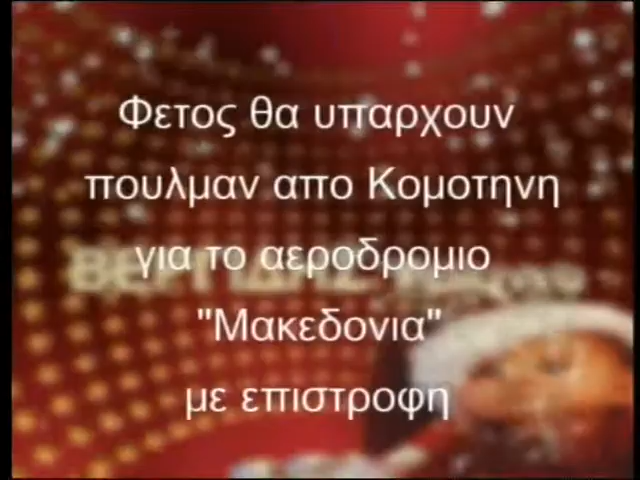 Φετος θα υπαρχουν
πουλμαν απο Κομοτηνη
για το αεροδρομιο
"Μακεδονια"
με επιστροφη